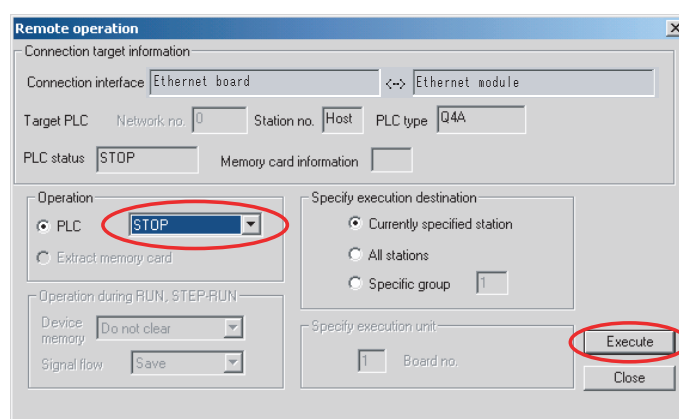 Remote operation
Connection target information
Connection interface Ethernet board <--> Ethernet module
Target PLC Network no. 0 Station no. Host PLC type Q4A
PLC status STOP Memory card information
Operation
PLC STOP
Extract memory card
Specify execution destination
Currently specified station
All stations
Specific group 1
Operation during RUN, STEP-RUN
Device memory Do not clear
Signal flow Save
Specify execution unit
1 Board no.
Execute
Close